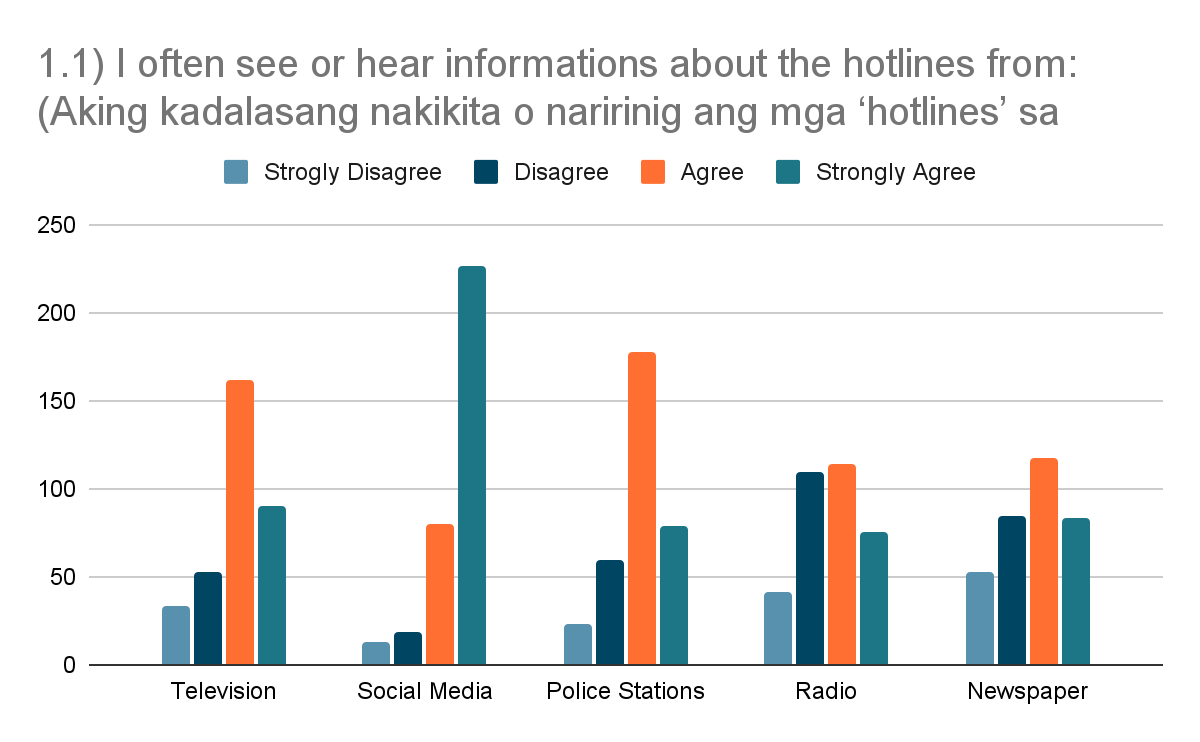 1.1) I often see or hear informations about the hotlines from:
(Aking kadalasang nakikita o naririnig ang mga ‘hotlines’ sa
Strogly Disagree Disagree Agree Strongly Agree
250
200
150
100
50
0
Television Social Media Police Stations Radio Newspaper